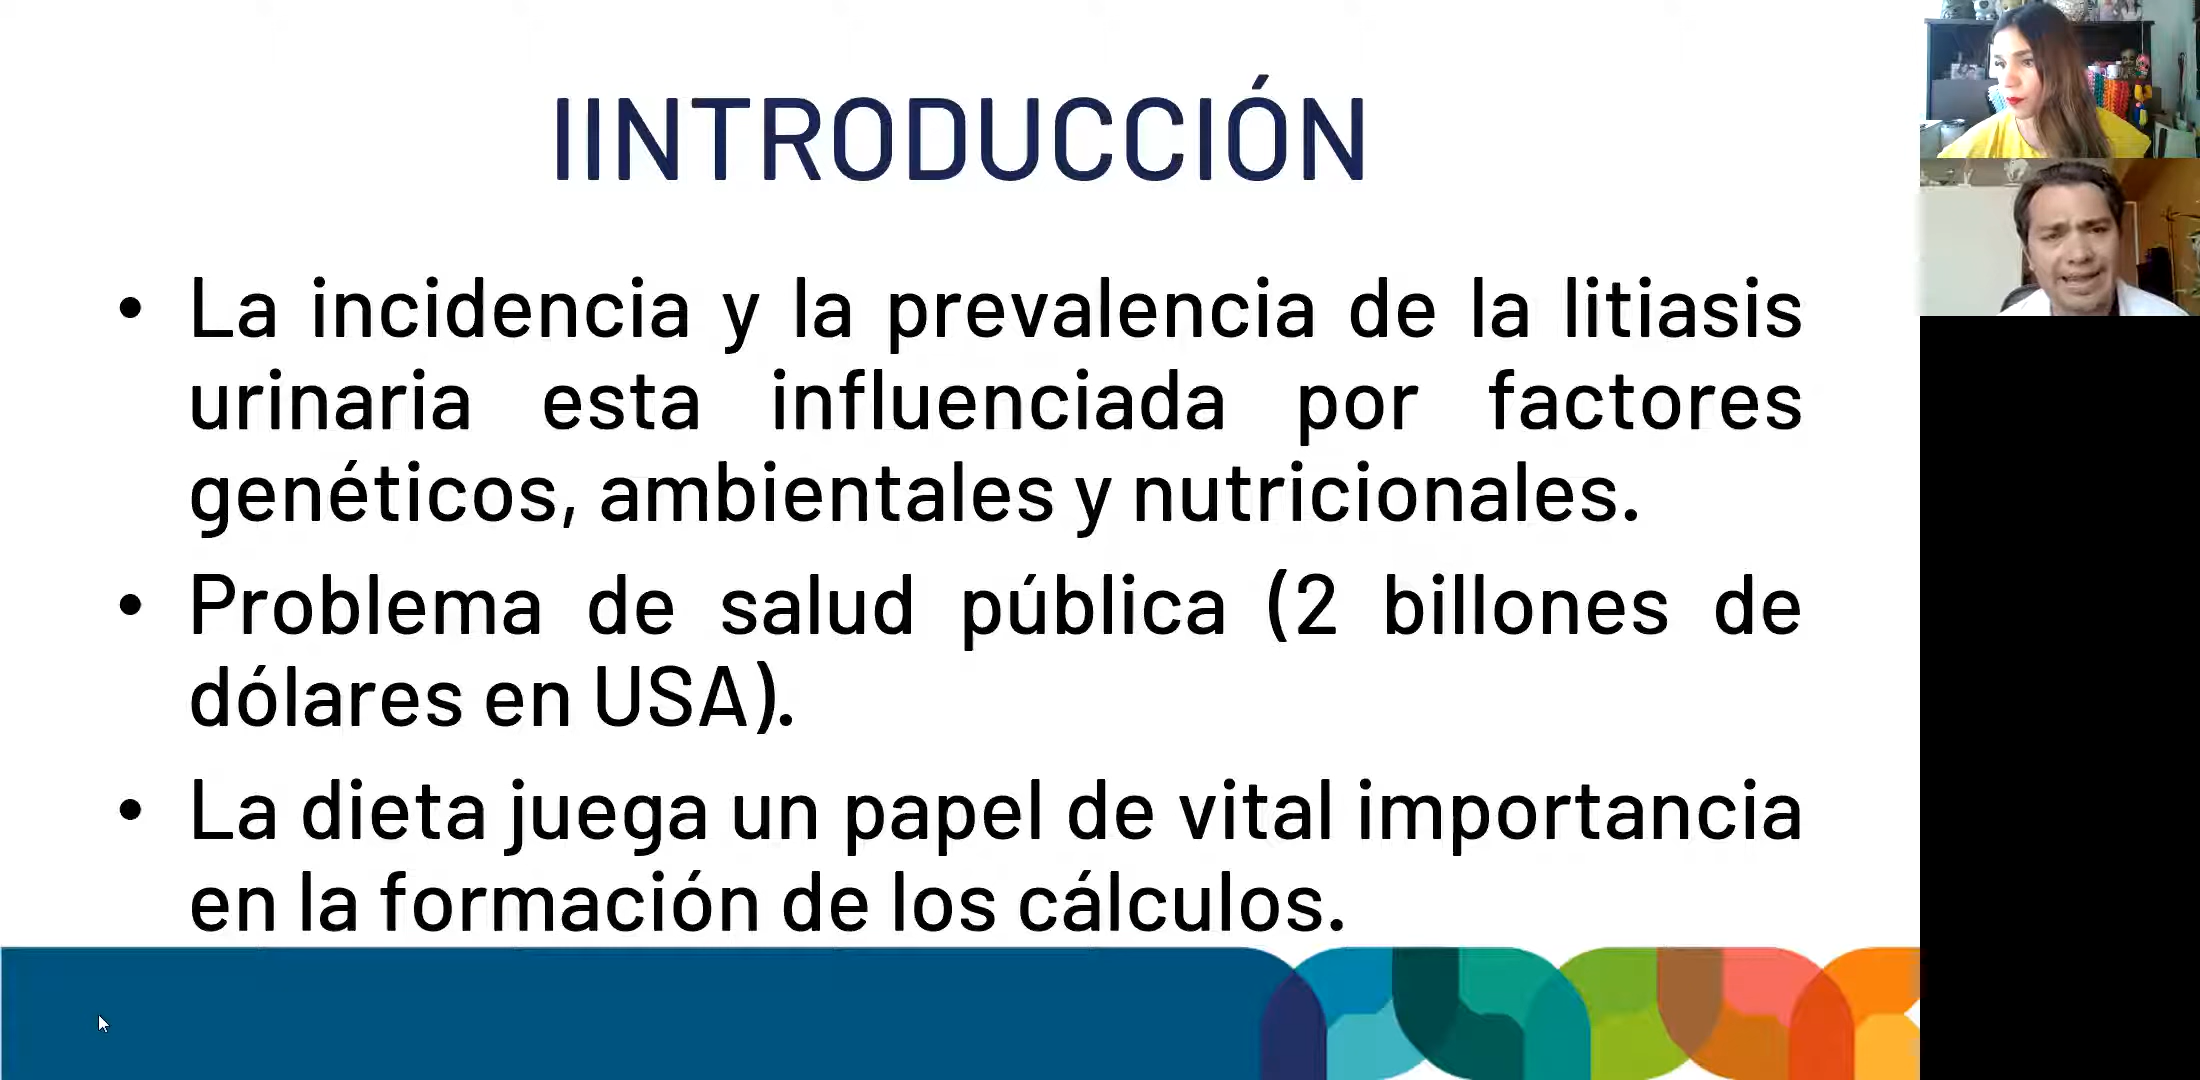 IINTRODUCCIÓN
• La incidencia y la prevalencia de la litiasis
urinaria esta influenciada por factores
genéticos, ambientales y nutricionales.
• Problema de salud pública (2 billones de
dólares en USA).
• La dieta juega un papel de vital importancia
en la formación de los cálculos.